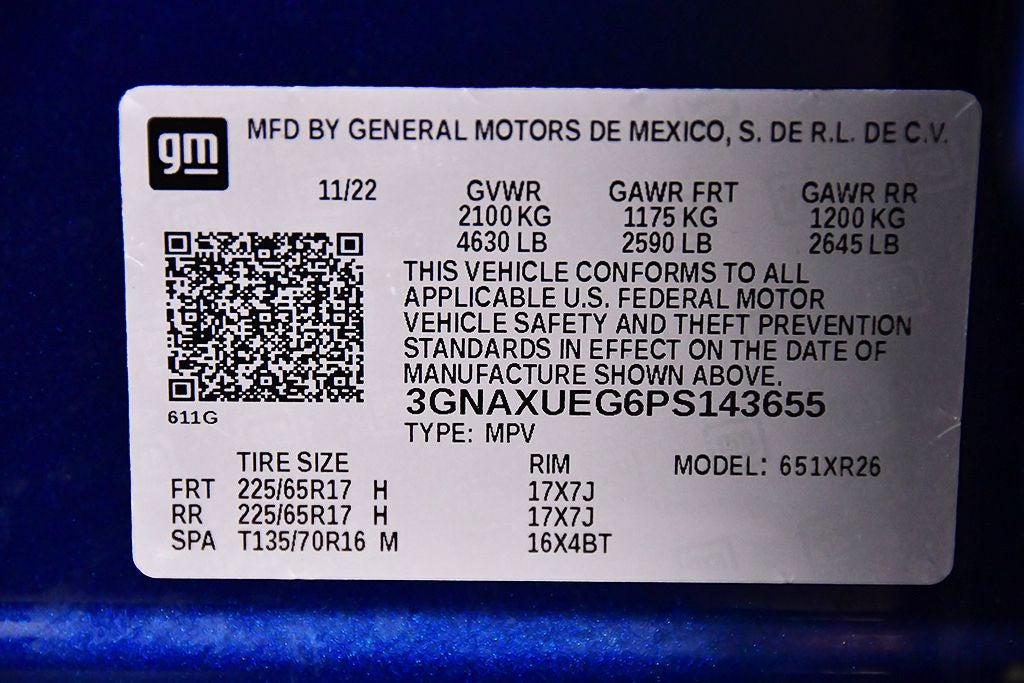 gm MFD BY GENERAL MOTORS DE MEXICO, S. DE R.L. DE C.V.
11/22 GVWR GAWR FRT GAWR RR
2100 KG 1175 KG 1200 KG
4630 LB 2590 LB 2645 LB
THIS VEHICLE CONFORMS TO ALL
APPLICABLE U.S. FEDERAL MOTOR
VEHICLE SAFETY AND THEFT PREVENTION
STANDARDS IN EFFECT ON THE DATE OF
MANUFACTURE SHOWN ABOVE.
3GNAXUEG6PS143655
611G
TYPE: MPV
TIRE SIZE RIM MODEL: 651XR26
FRT 225/65R17 H 17X7J
RR 225/65R17 H 17X7J
SPA T135/70R16 M 16X4BT